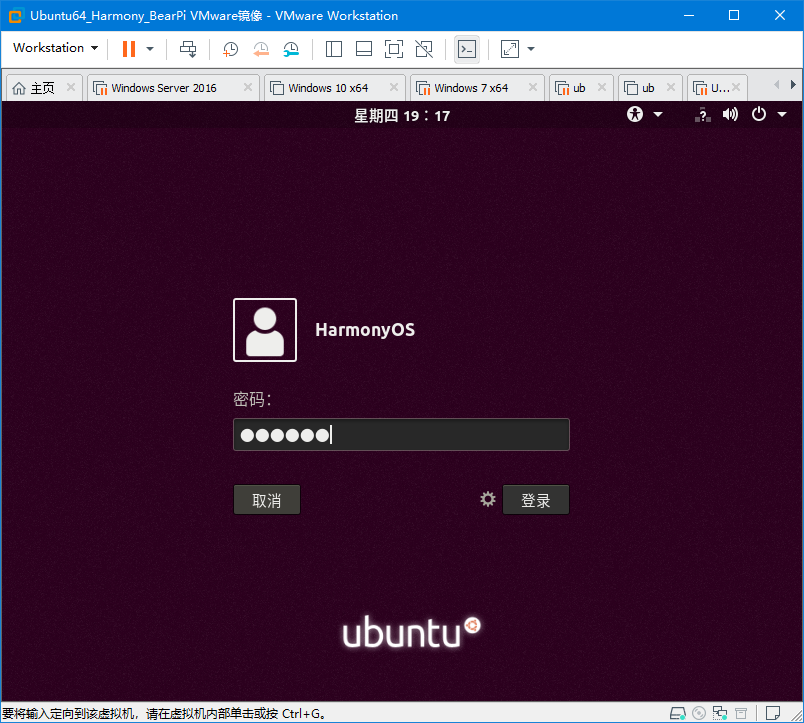 Ubuntu64_Harmony_BearPi VMware镜像 - VMware Workstation
Workstation
主页 Windows Server 2016 Windows 10 x64 Windows 7 x64 ub ub U...
星期四 19：17
?
HarmonyOS
密码：
取消 登录
ubuntu
要将输入定向到该虚拟机，请在虚拟机内部单击或按 Ctrl+G。